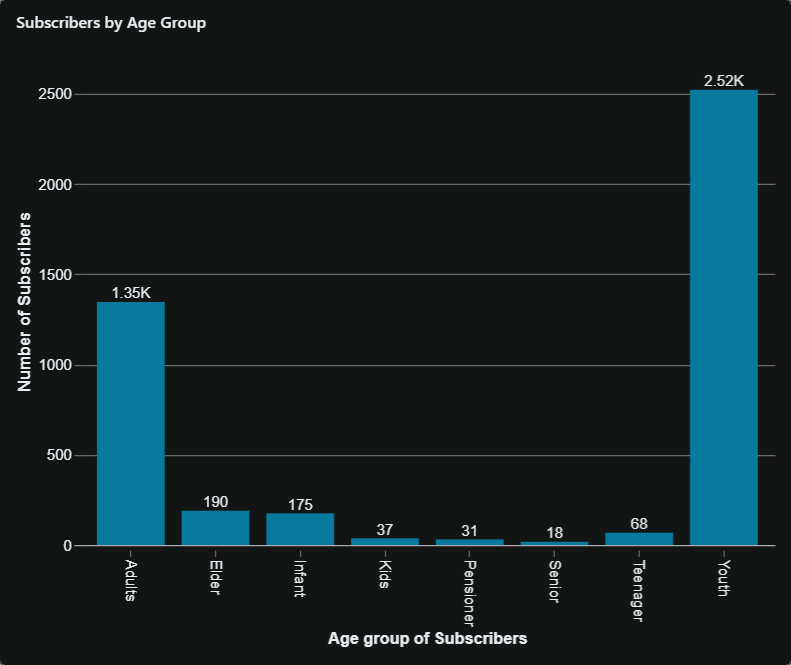 Subscribers by Age Group
Number of Subscribers
2500
2000
1500
1000
500
0
1.35K
190
175
37
31
18
68
2.52K
Adults
Elder
Infant
Kids
Pensioner
Senior
Teenager
Youth
Age group of Subscribers